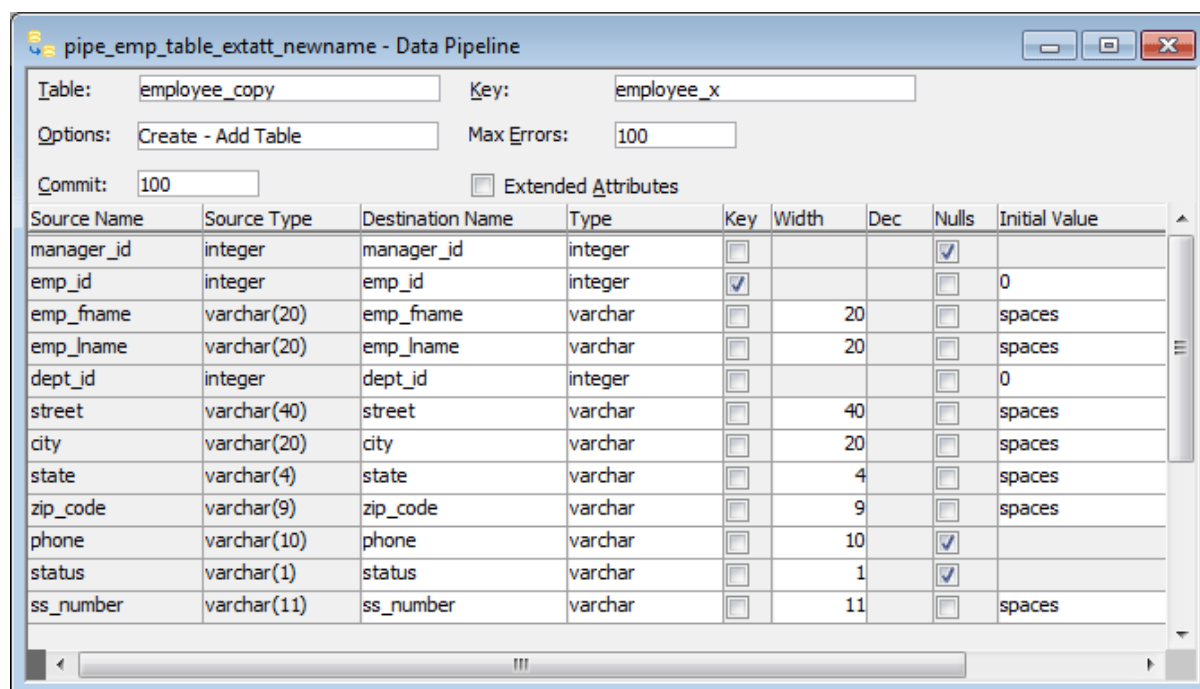 pipe_emp_table_extatt_newname - Data Pipeline
Table: employee_copy Key: employee_x
Options: Create - Add Table Max Errors: 100
Commit: 100 Extended Attributes
Source Name Source Type Destination Name Type Key Width Dec Nulls Initial Value
manager_id integer manager_id integer
emp_id integer emp_id integer 0
emp_fname varchar(20) emp_fname varchar 20 spaces
emp_lname varchar(20) emp_lname varchar 20 spaces
dept_id integer dept_id integer 0
street varchar(40) street varchar 40 spaces
city varchar(20) city varchar 20 spaces
state varchar(4) state varchar 4 spaces
zip_code varchar(9) zip_code varchar 9 spaces
phone varchar(10) phone varchar 10
status varchar(1) status varchar 1
ss_number varchar(11) ss_number varchar 11 spaces